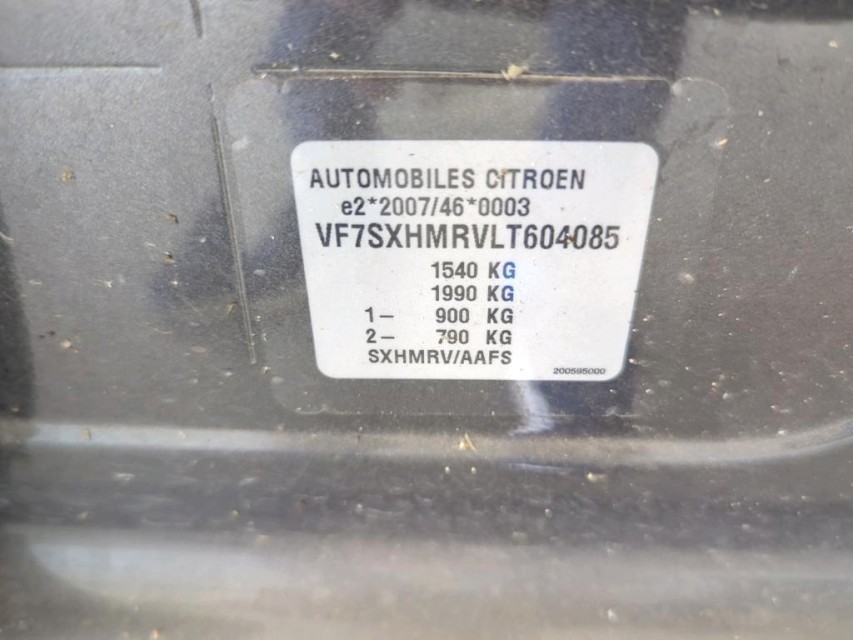 AUTOMOBILES CITROEN
e2*2007/46*0003
VF7SXHMRVLT604085
1540 KG
1990 KG
1– 900 KG
2– 790 KG
SXHMRV/AAFS
200595000